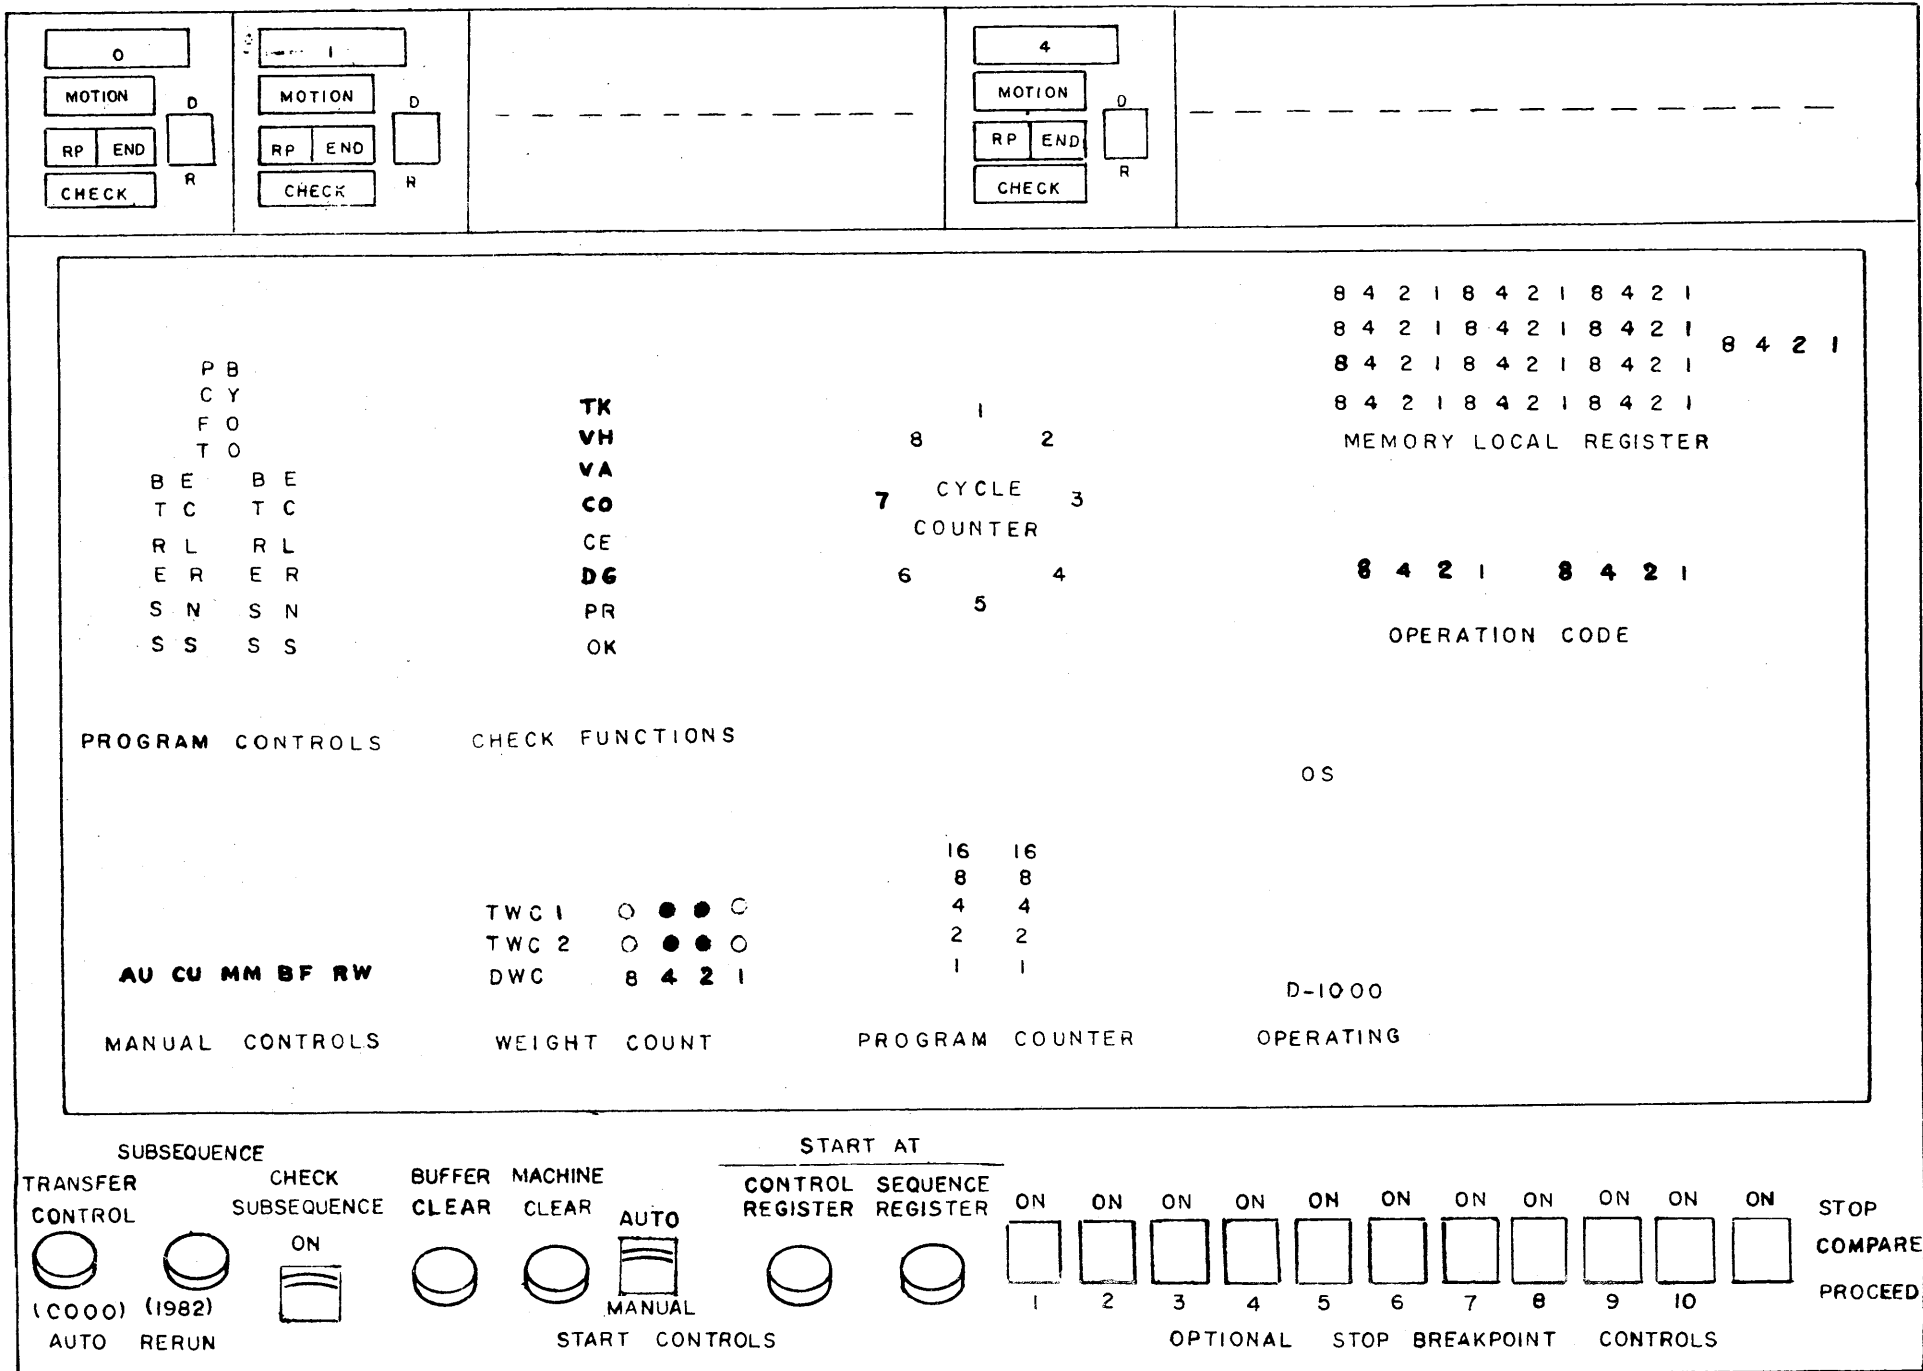 0
MOTION
D
RP END
R
CHECK
1
MOTION
D
RP END
R
CHECK
4
MOTION
D
RP END
R
CHECK
P B
C Y
F O
T O
B E B E
T C T C
R L R L
E R E R
S N S N
S S S S
PROGRAM CONTROLS
TK
VH
VA
CO
CE
DG
PR
OK
CHECK FUNCTIONS
1
8 2
7 CYCLE 3
COUNTER
6 4
5
8 4 2 1 8 4 2 1 8 4 2 1
8 4 2 1 8 4 2 1 8 4 2 1
8 4 2 1
8 4 2 1 8 4 2 1 8 4 2 1
8 4 2 1 8 4 2 1 8 4 2 1
MEMORY LOCAL REGISTER
8 4 2 1 8 4 2 1
OPERATION CODE
OS
AU CU MM BF RW
MANUAL CONTROLS
TWC 1
TWC 2
DWC 8 4 2 1
WEIGHT COUNT
16 16
8 8
4 4
2 2
1 1
PROGRAM COUNTER
D-1000
OPERATING
SUBSEQUENCE
TRANSFER
CONTROL
(C000) (1982)
AUTO RERUN
CHECK
SUBSEQUENCE
ON
BUFFER
CLEAR
MACHINE
CLEAR
AUTO
MANUAL
START AT
CONTROL
REGISTER
SEQUENCE
REGISTER
START CONTROLS
ON ON ON ON ON ON ON ON ON ON ON
STOP
COMPARE
PROCEED
1 2 3 4 5 6 7 8 9 10
OPTIONAL STOP BREAKPOINT CONTROLS